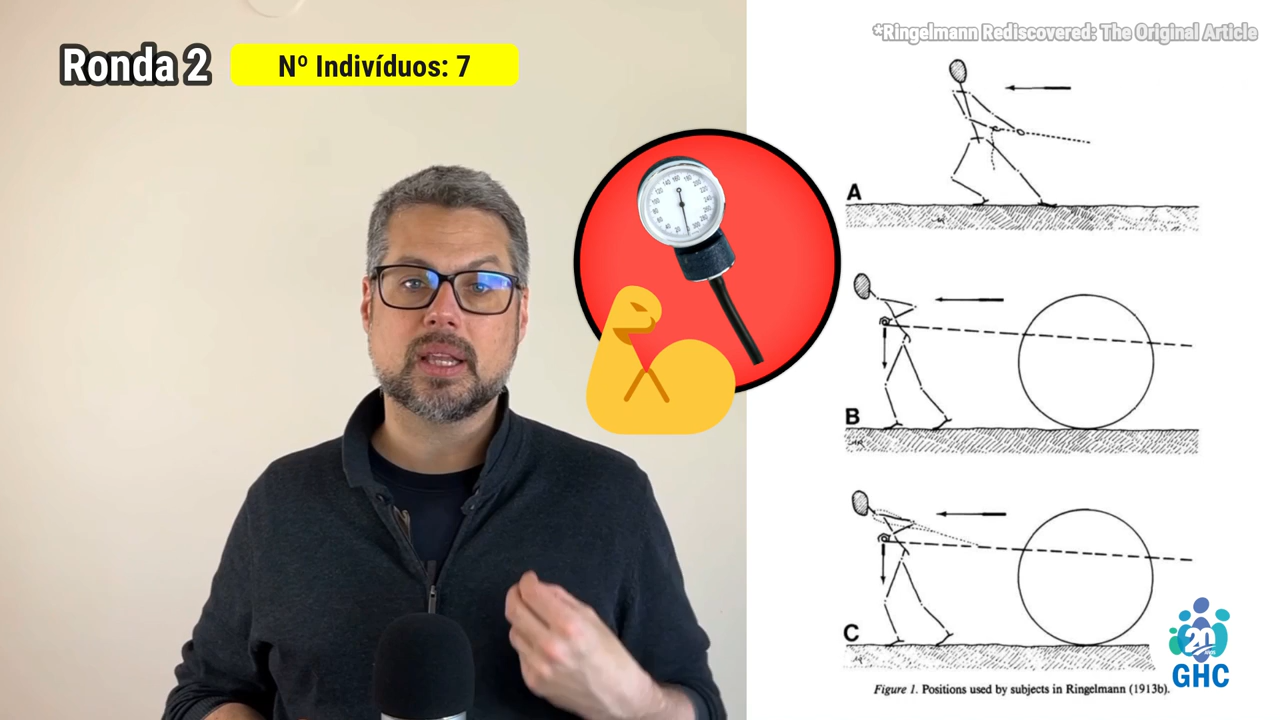 *Ringelmann Rediscovered: The Original Article
Ronda 2
Nº Indivíduos: 7
A
B
C
20
GHC
Figure 1. Positions used by subjects in Ringelmann (1913b).